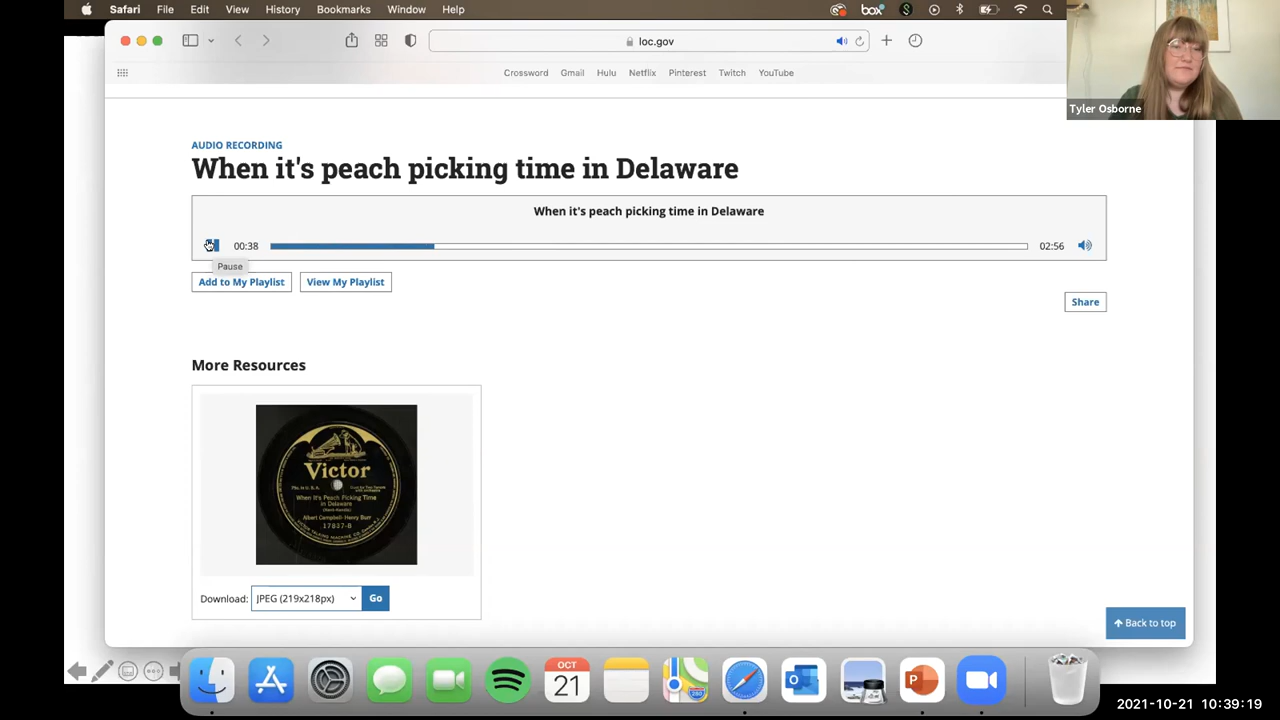 Safari File Edit View History Bookmarks Window Help
box
loc.gov
Crossword Gmail Hulu Netflix Pinterest Twitch YouTube
Tyler Osborne
AUDIO RECORDING
When it's peach picking time in Delaware
When it's peach picking time in Delaware
00:38 02:56
Pause
Add to My Playlist View My Playlist
Share
More Resources
Victor
When It's Peach Picking Time
in Delaware
Albert Campbell-Henry Burr
17837-B
Download: JPEG (219x218px) Go
Back to top
OCT
21
2021-10-21 10:39:19